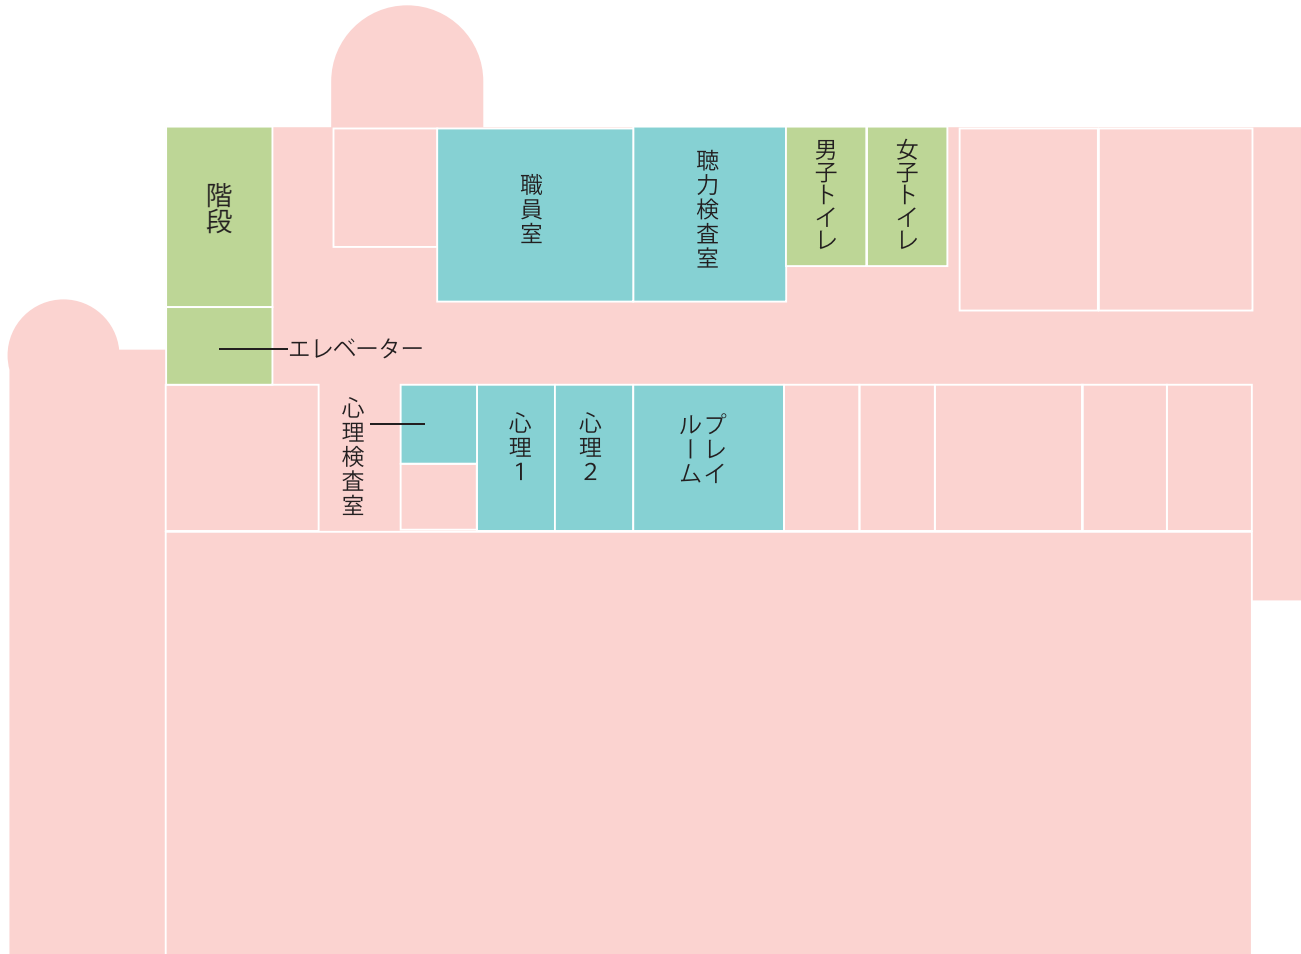 階段
職員室
聴力検査室
男子トイレ
女子トイレ
エレベーター
心理検査室
心理1
心理2
プレイ
ルーム